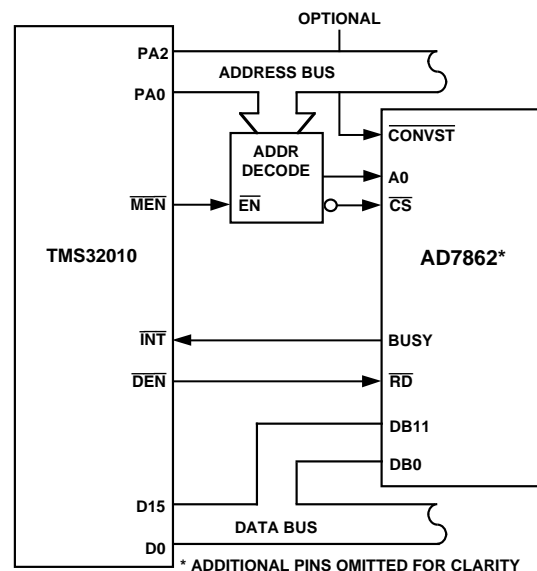 OPTIONAL
PA2
ADDRESS BUS
PA0
CONVST
ADDR
DECODE
A0
MEN
EN
CS
TMS32010
AD7862*
INT
BUSY
DEN
RD
DB11
DB0
D15
DATA BUS
D0
* ADDITIONAL PINS OMITTED FOR CLARITY